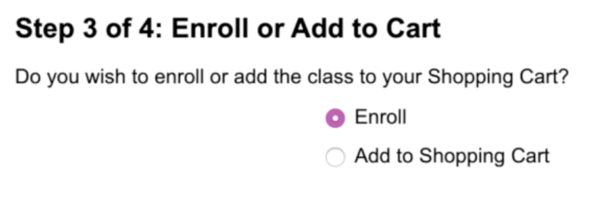 Step 3 of 4: Enroll or Add to Cart
Do you wish to enroll or add the class to your Shopping Cart?
Enroll
Add to Shopping Cart